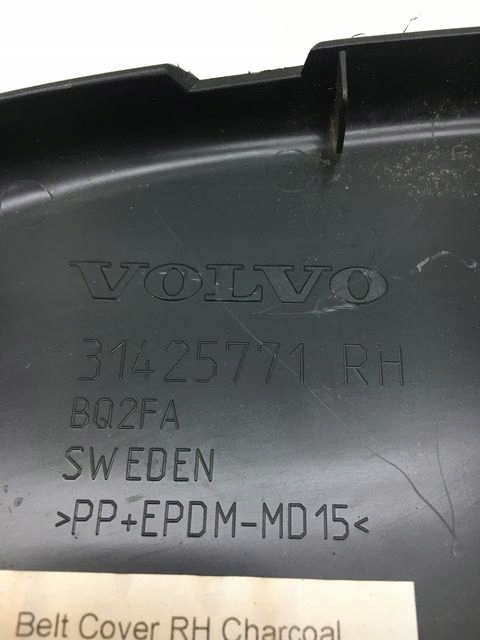 VOLVO
31425771 RH
BQ2FA
SWEDEN
>PP+EPDM-MD15<
Belt Cover RH Charcoal